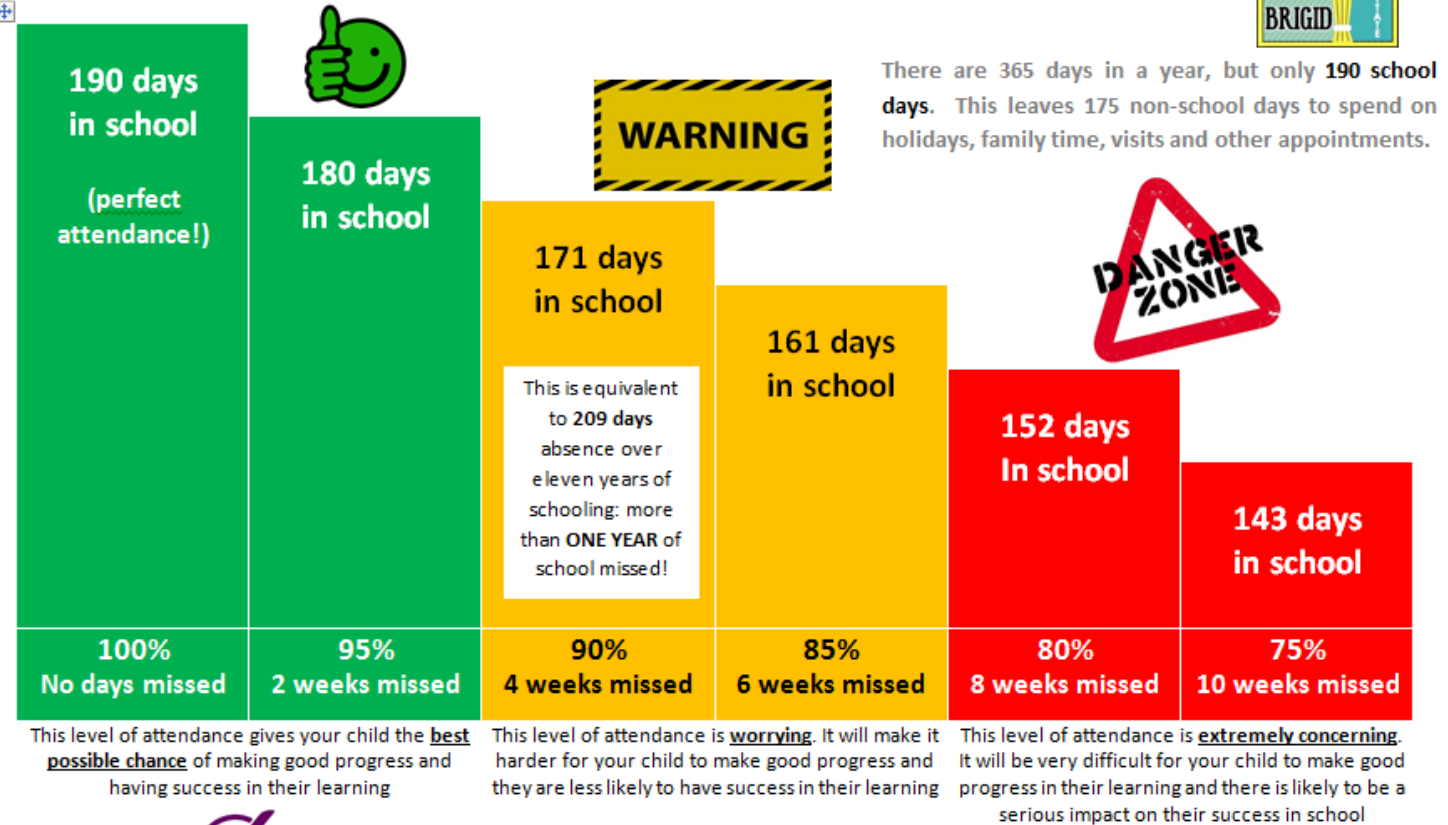 BRIGID
There are 365 days in a year, but only 190 school
days. This leaves 175 non-school days to spend on
holidays, family time, visits and other appointments.
190 days
in school
(perfect
attendance!)
180 days
in school
WARNING
171 days
in school
This is equivalent
to 209 days
absence over
eleven years of
schooling: more
than ONE YEAR of
school missed!
161 days
in school
DANGER
ZONE
152 days
In school
143 days
in school
100%
No days missed
95%
2 weeks missed
90%
4 weeks missed
85%
6 weeks missed
80%
8 weeks missed
75%
10 weeks missed
This level of attendance gives your child the best
possible chance of making good progress and
having success in their learning
This level of attendance is worrying. It will make it
harder for your child to make good progress and
they are less likely to have success in their learning
This level of attendance is extremely concerning.
It will be very difficult for your child to make good
progress in their learning and there is likely to be a
serious impact on their success in school